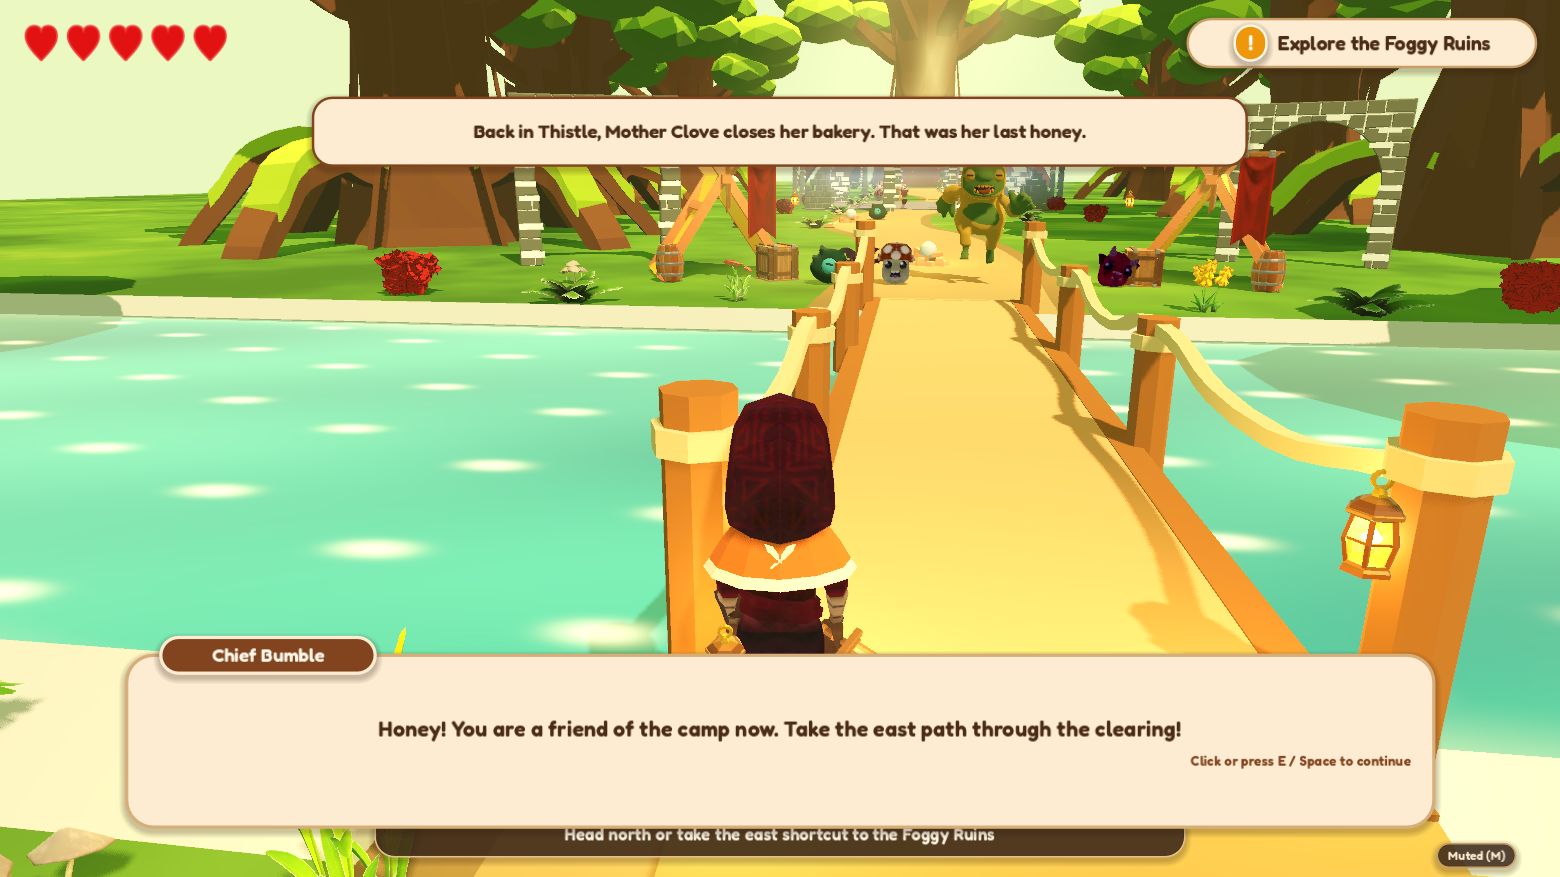 ! Explore the Foggy Ruins
Back in Thistle, Mother Clove closes her bakery. That was her last honey.
Chief Bumble
Honey! You are a friend of the camp now. Take the east path through the clearing!
Click or press E / Space to continue
Head north or take the east shortcut to the Foggy Ruins
Muted (M)